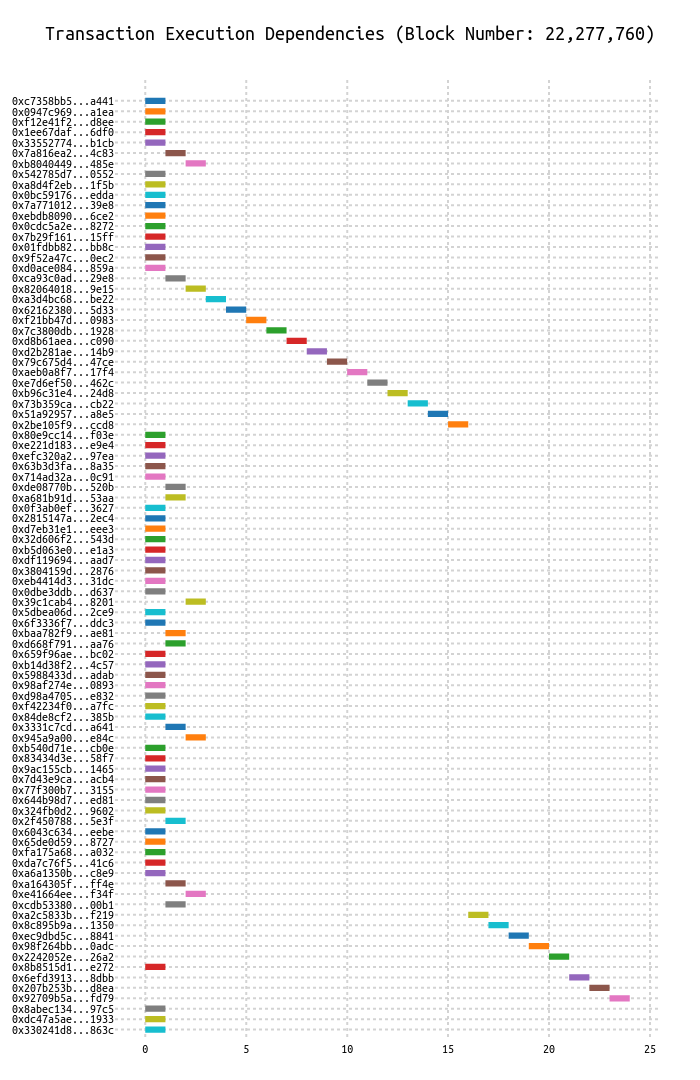 Transaction Execution Dependencies (Block Number: 22,277,760)
0xc7358bb5...a441
0x0947c969...a1ea
0xf12e41f2...d8ee
0x1ee67daf...6df0
0x33552774...b1cb
0x7a816ea2...4c83
0xb8040449...485e
0x542785d7...0552
0xa8d4f2eb...1f5b
0x0bc59176...edda
0x7a771012...39e8
0xebdb8090...6ce2
0x0cdc5a2e...8272
0x7b29f161...15ff
0x01fdbb82...bb8c
0x9f52a47c...0ec2
0xd0ace084...859a
0xca93c0ad...29e8
0x82064018...9e15
0xa3d4bc68...be22
0x62162380...5d33
0xf21bb47d...0983
0x7c3800db...1928
0xd8b61aea...c090
0xd2b281ae...14b9
0x79c675d4...47ce
0xaeb0a8f7...17f4
0xe7d6ef50...462c
0xb96c31e4...24d8
0x73b359ca...cb22
0x51a92957...a8e5
0x2be105f9...ccd8
0x80e9cc14...f03e
0xe221d183...e9e4
0xefc320a2...97ea
0x63b3d3fa...8a35
0x714ad32a...0c91
0xde08770b...520b
0xa681b91d...53aa
0x0f3ab0ef...3627
0x2815147a...2ec4
0xd7eb31e1...eee3
0x32d606f2...543d
0xb5d063e0...e1a3
0xdf119694...aad7
0x3804159d...2876
0xeb4414d3...31dc
0x0dbe3ddb...d637
0x39c1cab4...8201
0x5dbea06d...2ce9
0x6f3336f7...ddc3
0xbaa782f9...ae81
0xd668f791...aa76
0x659f96ae...bc02
0xb14d38f2...4c57
0x5988433d...adab
0x98af274e...0893
0xd98a4705...e832
0xf42234f0...a7fc
0x84de8cf2...385b
0x3331c7cd...a641
0x945a9a00...e84c
0xb540d71e...cb0e
0x83434d3e...58f7
0x9ac155cb...1465
0x7d43e9ca...acb4
0x77f300b7...3155
0x644b98d7...ed81
0x324fb0d2...9602
0x2f450788...5e3f
0x6043c634...eebe
0x65de0d59...8727
0xfa175a68...a032
0xda7c76f5...41c6
0xa6a1350b...c8e9
0xa164305f...ff4e
0xe41664ee...f34f
0xcdb53380...00b1
0xa2c5833b...f219
0x8c895b9a...1350
0xec9dbd5c...8841
0x98f264bb...0adc
0x2242052e...26a2
0x8b8515d1...e272
0x6efd3913...8dbb
0x207b253b...d8ea
0x92709b5a...fd79
0x8abec134...97c5
0xdc47a5ae...1933
0x330241d8...863c
0 5 10 15 20 25